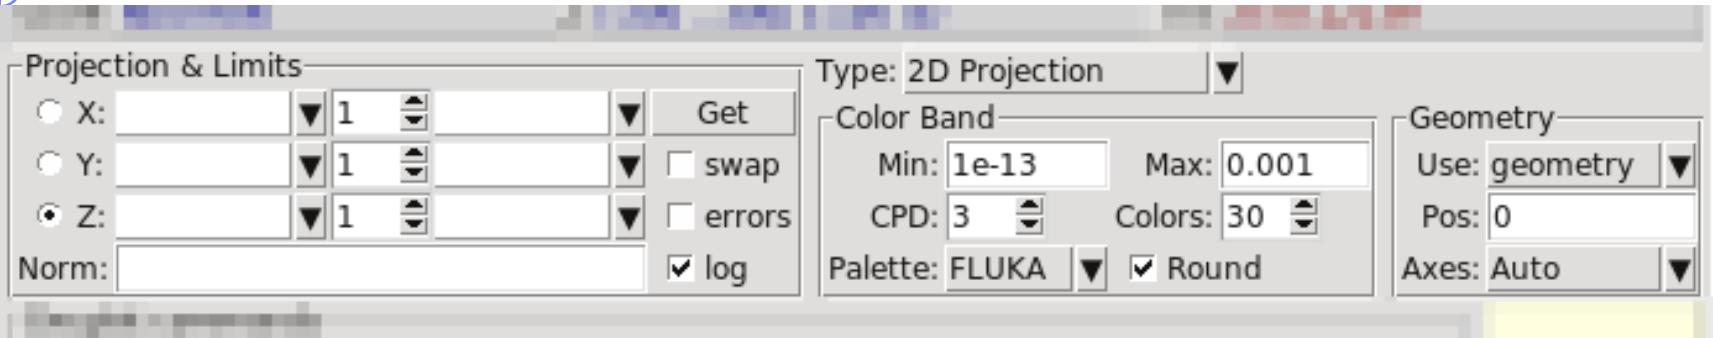 Projection & Limits
X: 1 Get
Y: 1 swap
Z: 1 errors
Norm: log
Type: 2D Projection
Color Band
Min: 1e-13 Max: 0.001
CPD: 3 Colors: 30
Palette: FLUKA Round
Geometry
Use: geometry
Pos: 0
Axes: Auto